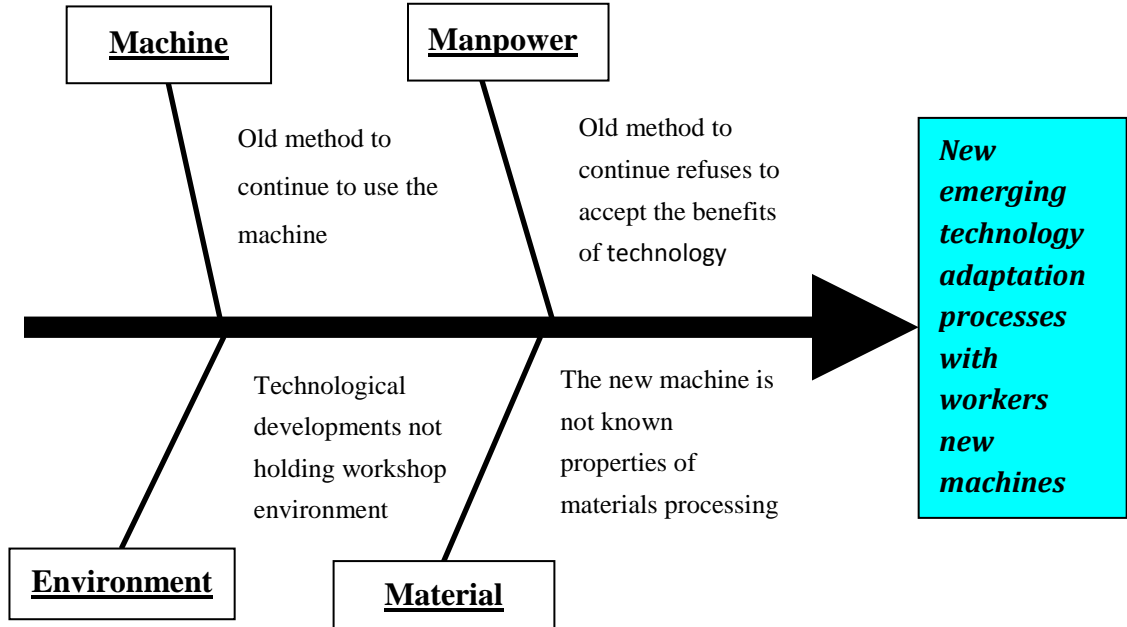 Machine
Manpower
Old method to
continue to use the
machine
Old method to
continue refuses to
accept the benefits
of technology
New
emerging
technology
adaptation
processes
with
workers
new
machines
Technological
developments not
holding workshop
environment
The new machine is
not known
properties of
materials processing
Environment
Material